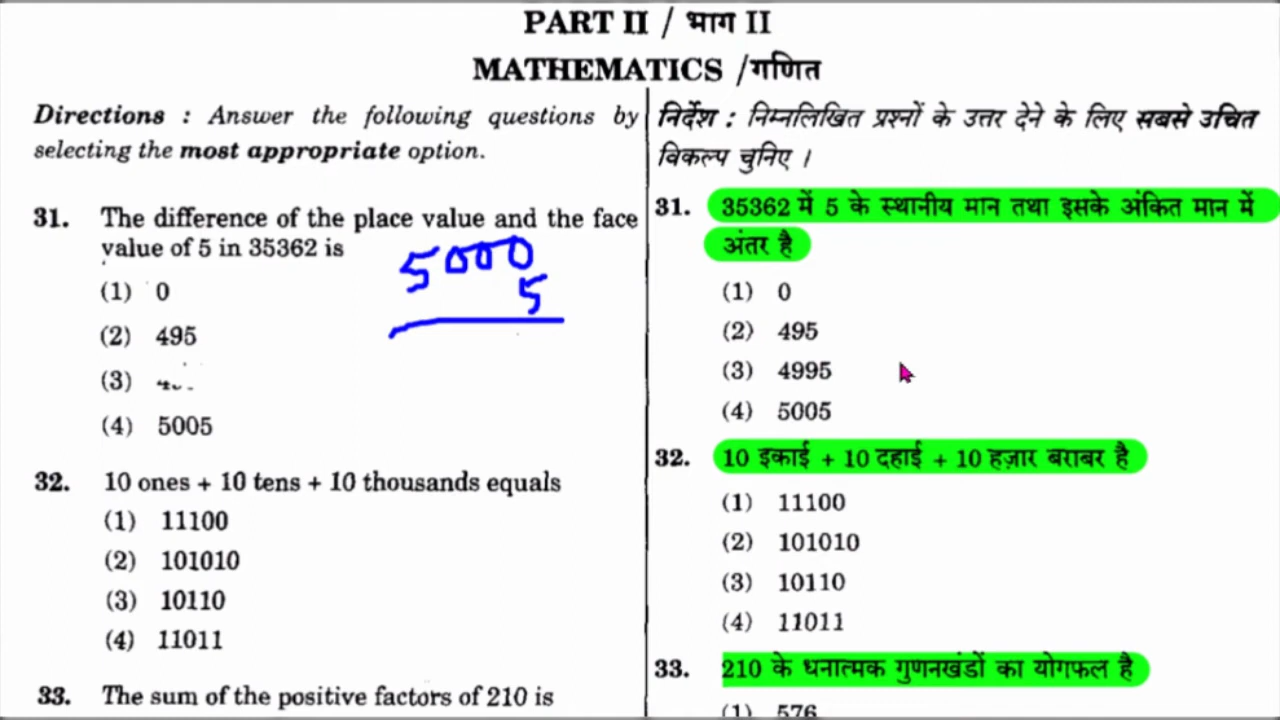 PART II / भाग II
MATHEMATICS /गणित
Directions : Answer the following questions by
selecting the most appropriate option.
31. The difference of the place value and the face
value of 5 in 35362 is
5000
5
(1) 0
(2) 495
(3)
(4) 5005
32. 10 ones + 10 tens + 10 thousands equals
(1) 11100
(2) 101010
(3) 10110
(4) 11011
33. The sum of the positive factors of 210 is
निर्देश : निम्नलिखित प्रश्नों के उत्तर देने के लिए सबसे उचित
विकल्प चुनिए ।
31. 35362 में 5 के स्थानीय मान तथा इसके अंकित मान में
अंतर है
(1) 0
(2) 495
(3) 4995
(4) 5005
32. 10 इकाई + 10 दहाई + 10 हज़ार बराबर है
(1) 11100
(2) 101010
(3) 10110
(4) 11011
33. 210 के धनात्मक गुणनखंडों का योगफल है
(1) 576